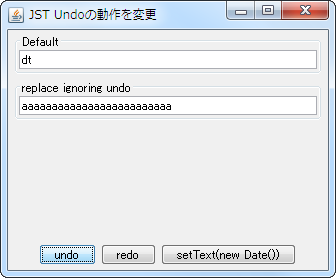 JST Undoの動作を変更
Default
dt
replace ignoring undo
aaaaaaaaaaaaaaaaaaaaaaaaa
undo
redo
setText(new Date())